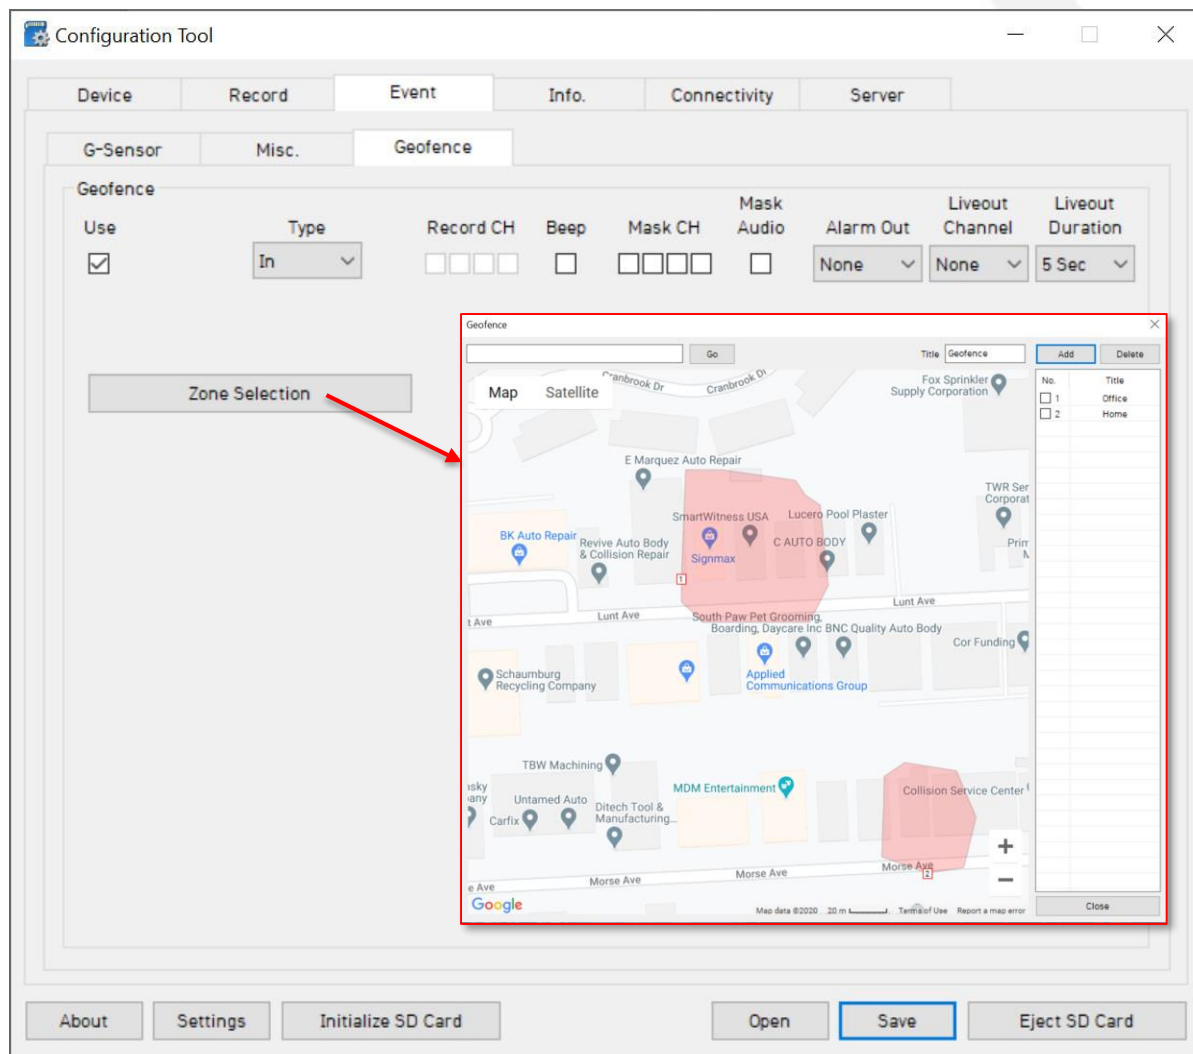 Configuration Tool
Device Record Event Info. Connectivity Server
G-Sensor Misc. Geofence
Geofence
Use Type Record CH Beep Mask CH Mask Audio Alarm Out Liveout Channel Liveout Duration
In None None 5 Sec
Zone Selection
Geofence
Go Title Geofence Add Delete
Map Satellite
No. Title
1 Office
2 Home
Cranbrook Dr
Cranbrook Dr
Fox Sprinkler
Supply Corporation
E Marquez Auto Repair
TWR Ser
Corporat
SmartWitness USA
Lucero Pool Plaster
BK Auto Repair
Revive Auto Body
& Collision Repair
Signmax
C AUTO BODY
Prim
1
Lunt Ave
t Ave
Lunt Ave
South Paw Pet Grooming,
Boarding, Daycare Inc
BNC Quality Auto Body
Cor Funding
Schaumburg
Recycling Company
Applied
Communications Group
TBW Machining
nsky
pany
Untamed Auto
MDM Entertainment
Collision Service Center
Carfix
Ditech Tool &
Manufacturing...
+
Morse Ave
2
−
e Ave
Morse Ave
Morse Ave
Google
Map data ©2020 20 m Terms of Use Report a map error
Close
About Settings Initialize SD Card Open Save Eject SD Card